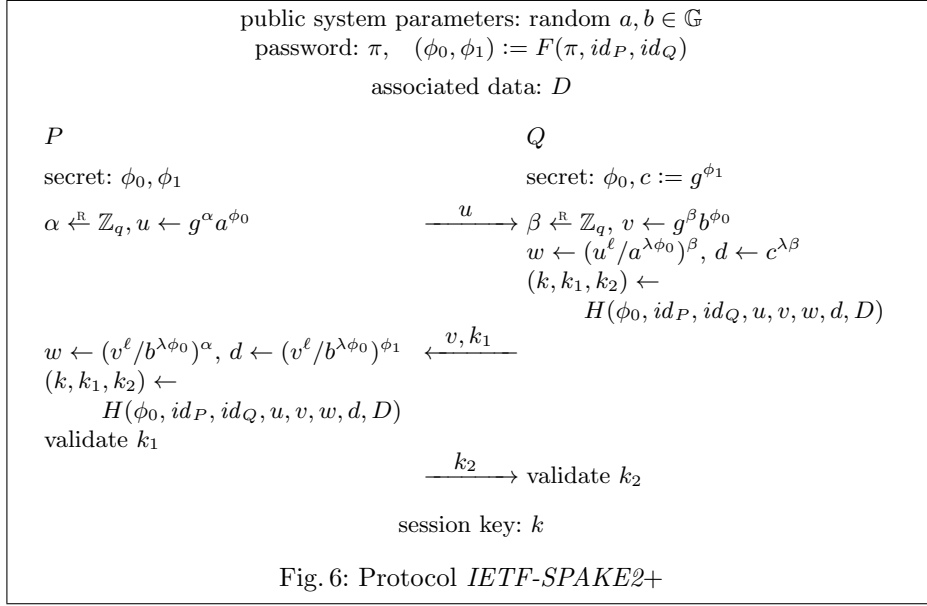 public system parameters: random a, b ∈ 𝔾
password: π, (ϕ₀, ϕ₁) := F(π, id_P, id_Q)
associated data: D
P Q
secret: ϕ₀, ϕ₁ secret: ϕ₀, c := g^{ϕ₁}
α ←ᴿ ℤ_q, u ← g^α a^{ϕ₀} u β ←ᴿ ℤ_q, v ← g^β b^{ϕ₀}
w ← (u^ℓ/a^{λϕ₀})^β, d ← c^{λβ}
(k, k₁, k₂) ←
H(ϕ₀, id_P, id_Q, u, v, w, d, D)
w ← (v^ℓ/b^{λϕ₀})^α, d ← (v^ℓ/b^{λϕ₀})^{ϕ₁} v, k₁
(k, k₁, k₂) ←
H(ϕ₀, id_P, id_Q, u, v, w, d, D)
validate k₁
k₂ validate k₂
session key: k
Fig. 6: Protocol IETF-SPAKE2+